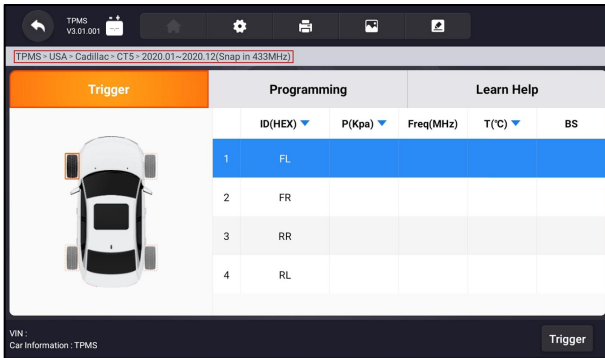 TPMS
V3.01.001
TPMS > USA > Cadillac > CT5 > 2020.01~2020.12(Snap in 433MHz)
Trigger Programming Learn Help
ID(HEX) P(Kpa) Freq(MHz) T(℃) BS
1 FL
2 FR
3 RR
4 RL
VIN :
Car Information : TPMS
Trigger